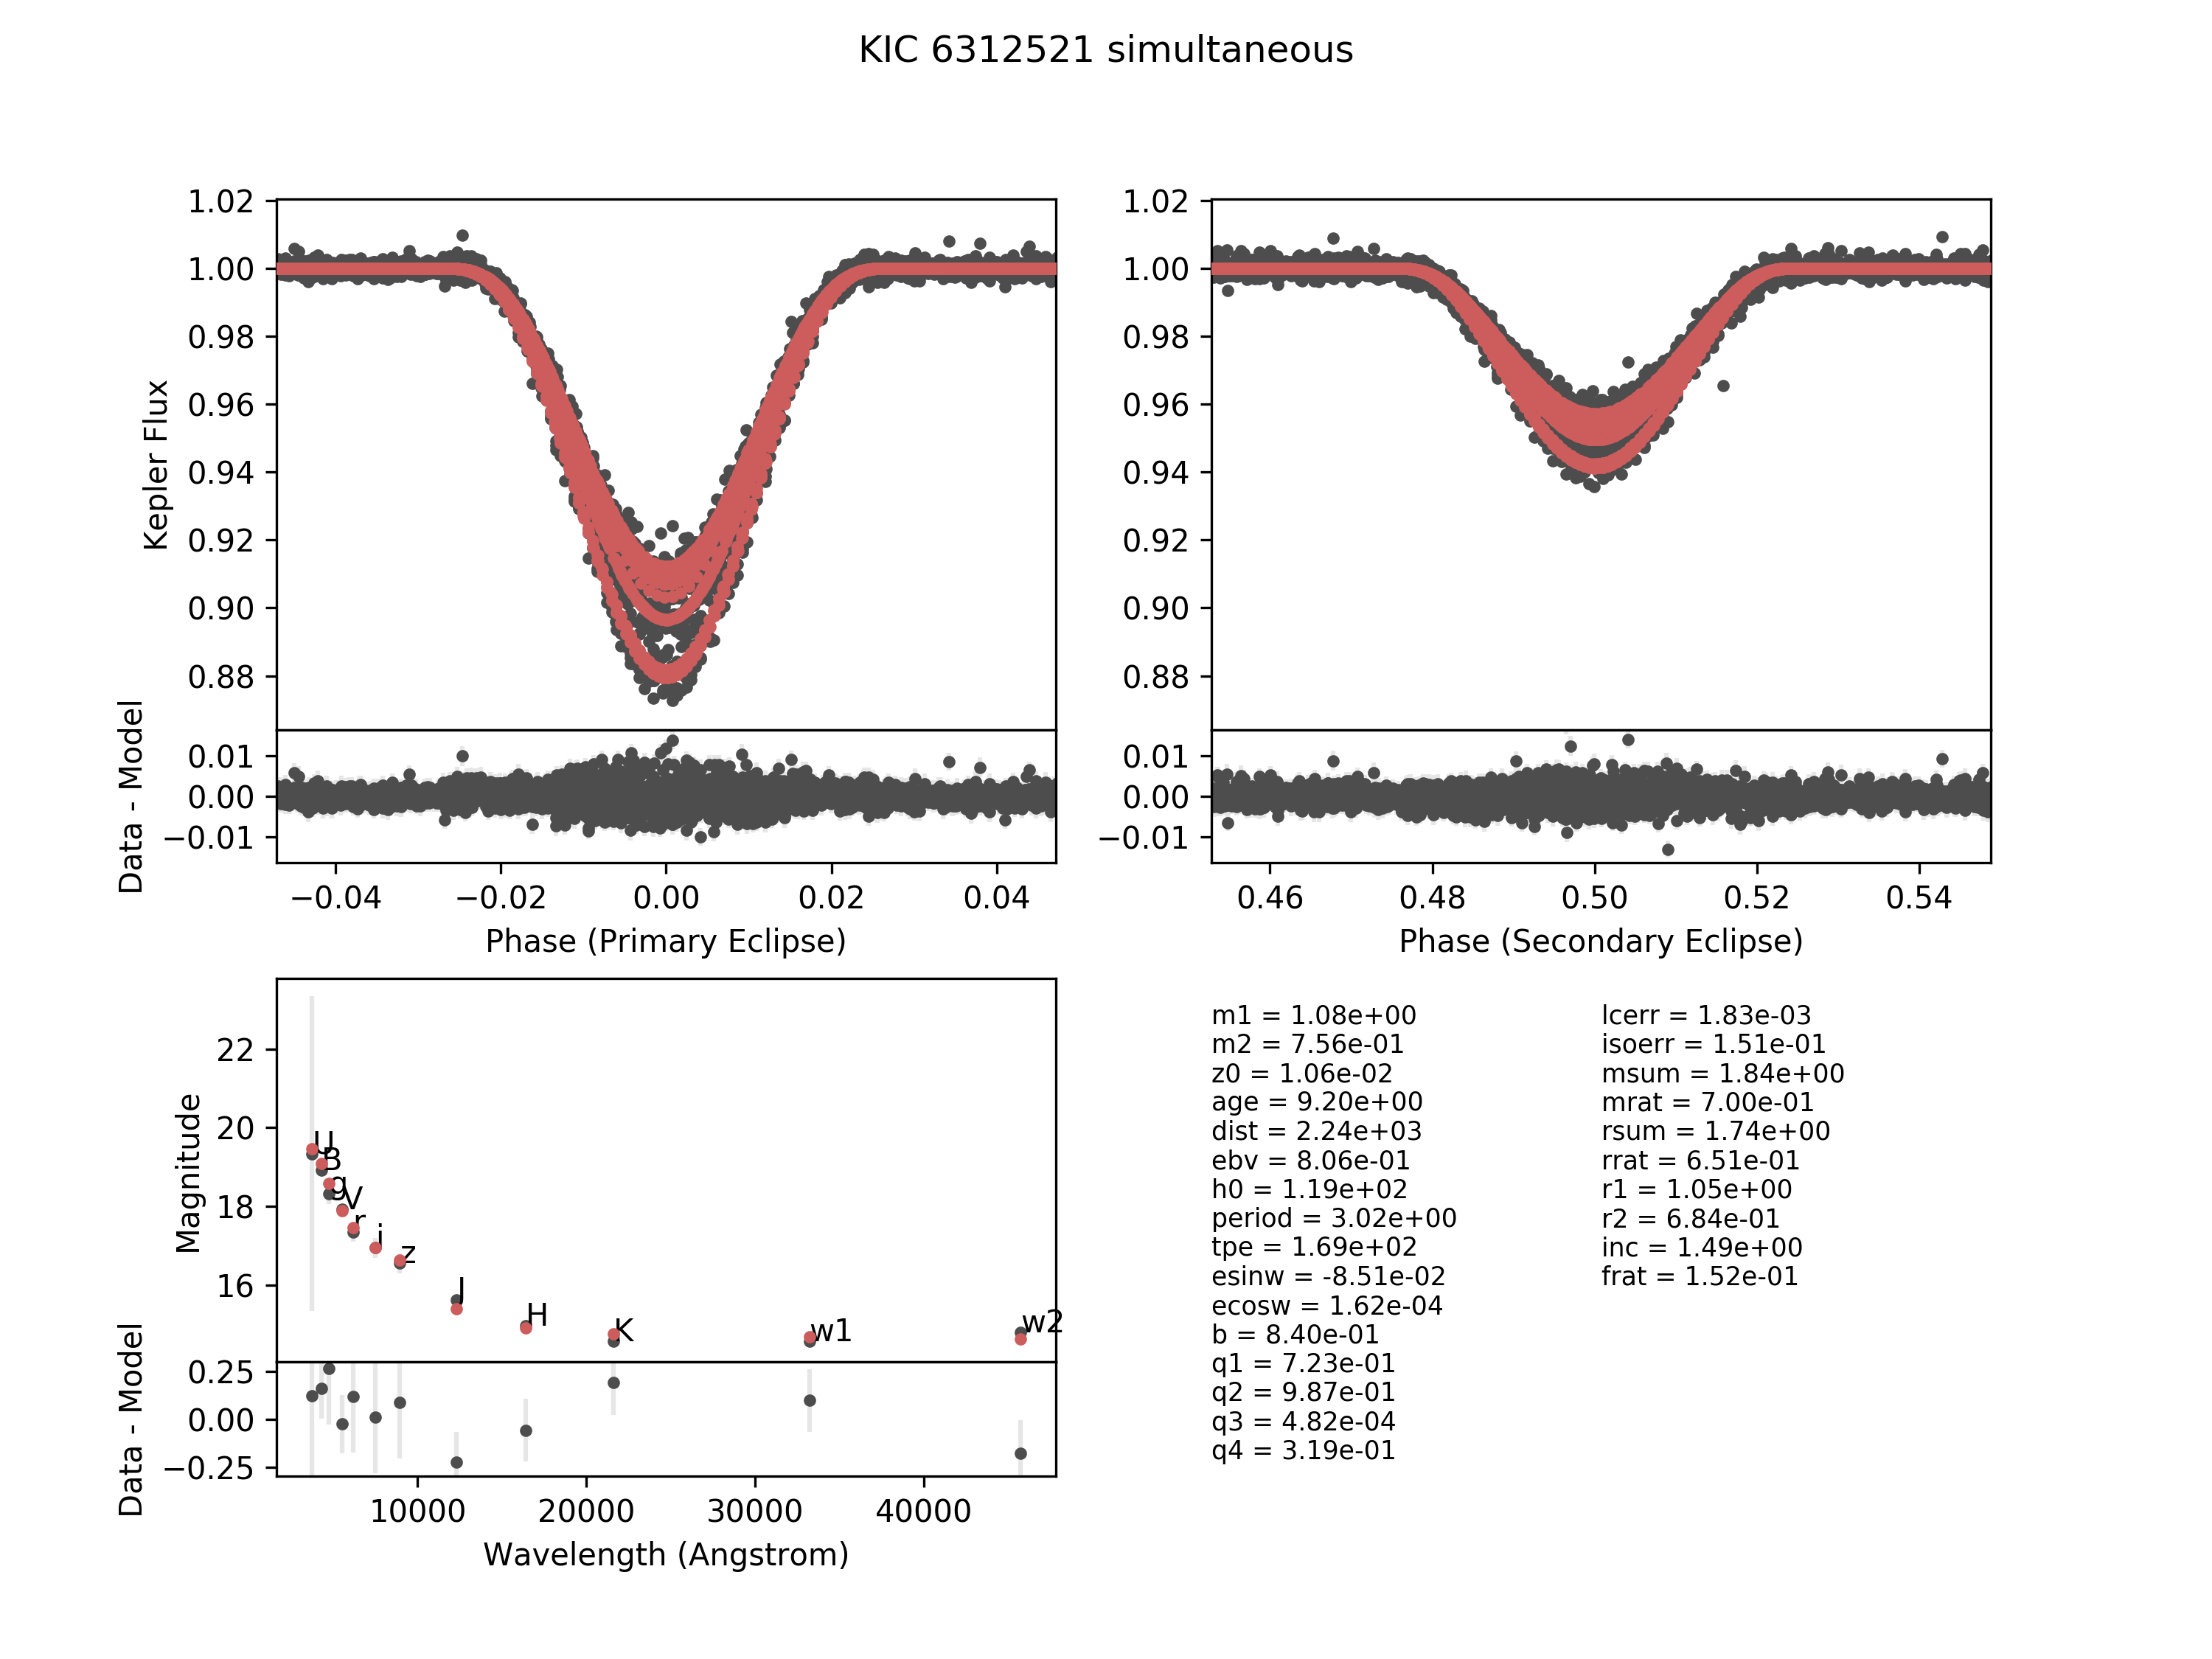 KIC 6312521 simultaneous
Kepler Flux
1.02
1.00
0.98
0.96
0.94
0.92
0.90
0.88
Data - Model
0.01
0.00
−0.01
−0.04 −0.02 0.00 0.02 0.04
Phase (Primary Eclipse)
1.02
1.00
0.98
0.96
0.94
0.92
0.90
0.88
0.01
0.00
−0.01
0.46 0.48 0.50 0.52 0.54
Phase (Secondary Eclipse)
Magnitude
22
20
18
16
U
B
g
V
r
i
z
J
H
K
w1
w2
Data - Model
0.25
0.00
−0.25
10000 20000 30000 40000
Wavelength (Angstrom)
m1 = 1.08e+00
m2 = 7.56e-01
z0 = 1.06e-02
age = 9.20e+00
dist = 2.24e+03
ebv = 8.06e-01
h0 = 1.19e+02
period = 3.02e+00
tpe = 1.69e+02
esinw = -8.51e-02
ecosw = 1.62e-04
b = 8.40e-01
q1 = 7.23e-01
q2 = 9.87e-01
q3 = 4.82e-04
q4 = 3.19e-01
lcerr = 1.83e-03
isoerr = 1.51e-01
msum = 1.84e+00
mrat = 7.00e-01
rsum = 1.74e+00
rrat = 6.51e-01
r1 = 1.05e+00
r2 = 6.84e-01
inc = 1.49e+00
frat = 1.52e-01